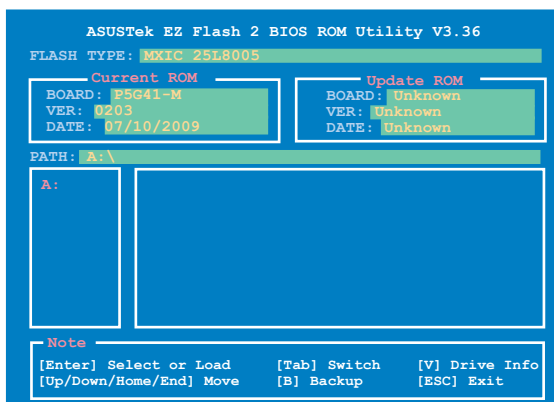 ASUSTek EZ Flash 2 BIOS ROM Utility V3.36
FLASH TYPE: MXIC 25L8005
Current ROM
BOARD: P5G41-M
VER: 0203
DATE: 07/10/2009
Update ROM
BOARD: Unknown
VER: Unknown
DATE: Unknown
PATH: A:\
A:
Note
[Enter] Select or Load [Tab] Switch [V] Drive Info
[Up/Down/Home/End] Move [B] Backup [ESC] Exit